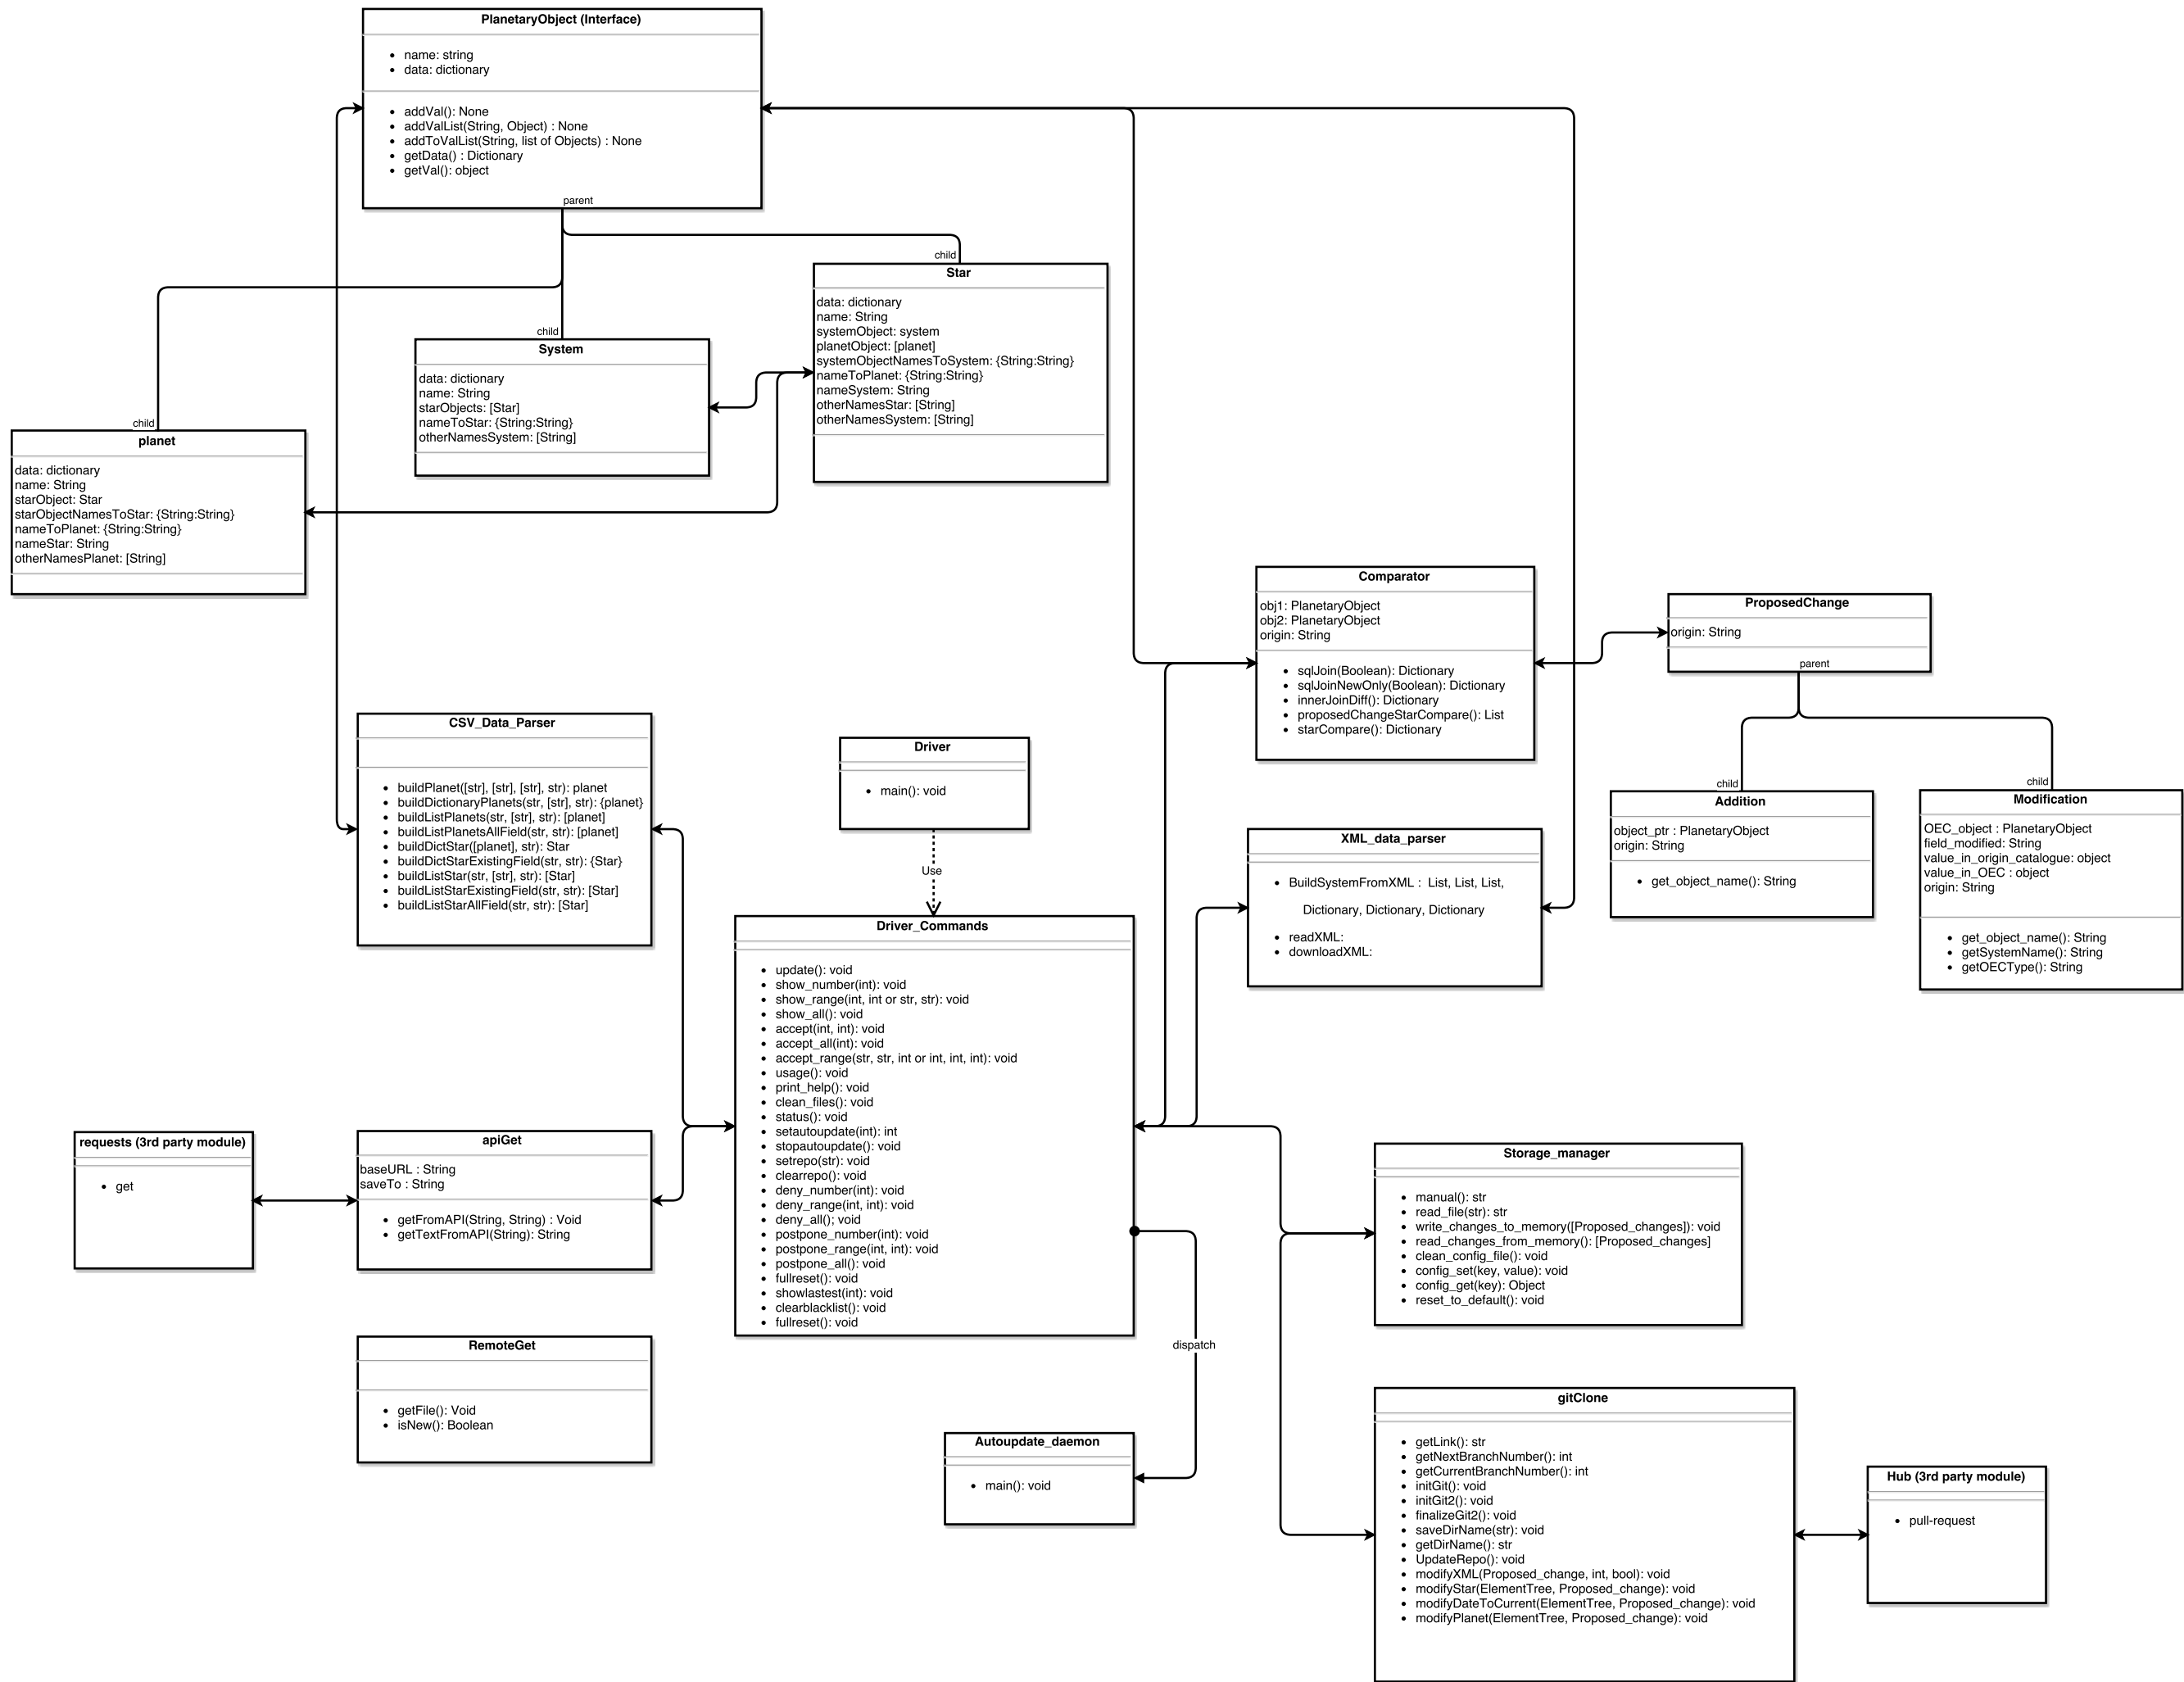 PlanetaryObject (Interface)
name: string
data: dictionary
addVal(): None
addValList(String, Object) : None
addToValList(String, list of Objects) : None
getData() : Dictionary
getVal(): object
parent
child
Star
data: dictionary
name: String
systemObject: system
planetObject: [planet]
systemObjectNamesToSystem: {String:String}
nameToPlanet: {String:String}
nameSystem: String
otherNamesStar: [String]
otherNamesSystem: [String]
child
System
data: dictionary
name: String
starObjects: [Star]
nameToStar: {String:String}
otherNamesSystem: [String]
child
planet
data: dictionary
name: String
starObject: Star
starObjectNamesToStar: {String:String}
nameToPlanet: {String:String}
nameStar: String
otherNamesPlanet: [String]
Comparator
obj1: PlanetaryObject
obj2: PlanetaryObject
origin: String
sqlJoin(Boolean): Dictionary
sqlJoinNewOnly(Boolean): Dictionary
innerJoinDiff(): Dictionary
proposedChangeStarCompare(): List
starCompare(): Dictionary
ProposedChange
origin: String
parent
child
Addition
object_ptr : PlanetaryObject
origin: String
get_object_name(): String
child
Modification
OEC_object : PlanetaryObject
field_modified: String
value_in_origin_catalogue: object
value_in_OEC : object
origin: String
get_object_name(): String
getSystemName(): String
getOECType(): String
CSV_Data_Parser
buildPlanet([str], [str], [str], str): planet
buildDictionaryPlanets(str, [str], str): {planet}
buildListPlanets(str, [str], str): [planet]
buildListPlanetsAllField(str, str): [planet]
buildDictStar([planet], str): Star
buildDictStarExistingField(str, str): {Star}
buildListStar(str, [str], str): [Star]
buildListStarExistingField(str, str): [Star]
buildListStarAllField(str, str): [Star]
Driver
main(): void
Use
XML_data_parser
BuildSystemFromXML : List, List, List,
Dictionary, Dictionary, Dictionary
readXML:
downloadXML:
Driver_Commands
update(): void
show_number(int): void
show_range(int, int or str, str): void
show_all(): void
accept(int, int): void
accept_all(int): void
accept_range(str, str, int or int, int, int): void
usage(): void
print_help(): void
clean_files(): void
status(): void
setautoupdate(int): int
stopautoupdate(): void
setrepo(str): void
clearrepo(): void
deny_number(int): void
deny_range(int, int): void
deny_all(); void
postpone_number(int): void
postpone_range(int, int): void
postpone_all(): void
fullreset(): void
showlastest(int): void
clearblacklist(): void
fullreset(): void
requests (3rd party module)
get
apiGet
baseURL : String
saveTo : String
getFromAPI(String, String) : Void
getTextFromAPI(String): String
RemoteGet
getFile(): Void
isNew(): Boolean
dispatch
Autoupdate_daemon
main(): void
Storage_manager
manual(): str
read_file(str): str
write_changes_to_memory([Proposed_changes]): void
read_changes_from_memory(): [Proposed_changes]
clean_config_file(): void
config_set(key, value): void
config_get(key): Object
reset_to_default(): void
gitClone
getLink(): str
getNextBranchNumber(): int
getCurrentBranchNumber(): int
initGit(): void
initGit2(): void
finalizeGit2(): void
saveDirName(str): void
getDirName(): str
UpdateRepo(): void
modifyXML(Proposed_change, int, bool): void
modifyStar(ElementTree, Proposed_change): void
modifyDateToCurrent(ElementTree, Proposed_change): void
modifyPlanet(ElementTree, Proposed_change): void
Hub (3rd party module)
pull-request